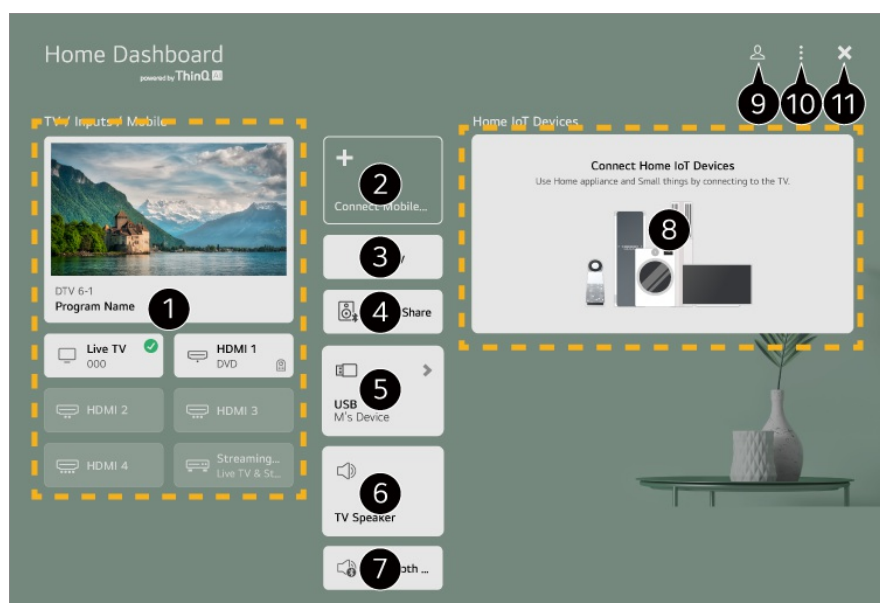 Home Dashboard
powered by ThinQ AI
9
10
11
TV / Inputs / Mobile
DTV 6-1
Program Name
1
Live TV
000
HDMI 1
DVD
HDMI 2
HDMI 3
HDMI 4
Streaming...
Live TV & St...
+
2
Connect Mobile...
3
4
Share
5
USB
M's Device
6
TV Speaker
7
Home IoT Devices
Connect Home IoT Devices
Use Home appliance and Small things by connecting to the TV.
8